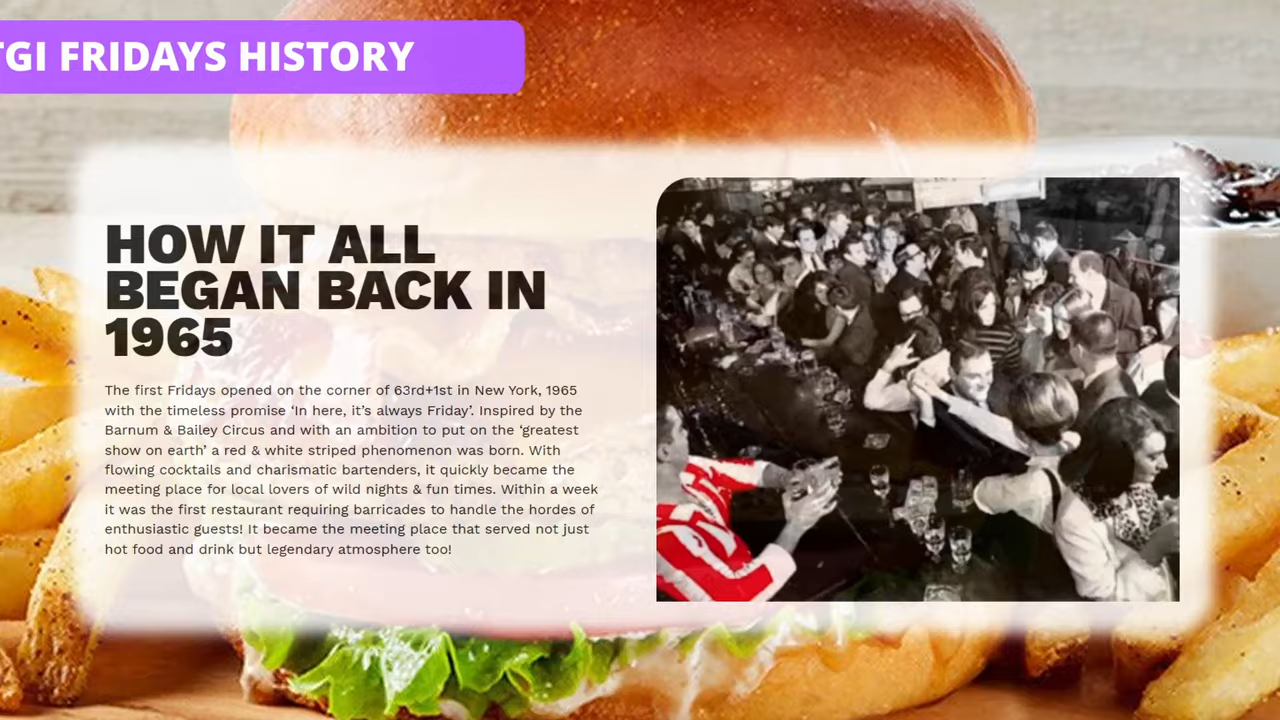 TGI FRIDAYS HISTORY
HOW IT ALL
BEGAN BACK IN
1965
The first Fridays opened on the corner of 63rd+1st in New York, 1965
with the timeless promise ‘In here, it’s always Friday’. Inspired by the
Barnum & Bailey Circus and with an ambition to put on the ‘greatest
show on earth’ a red & white striped phenomenon was born. With
flowing cocktails and charismatic bartenders, it quickly became the
meeting place for local lovers of wild nights & fun times. Within a week
it was the first restaurant requiring barricades to handle the hordes of
enthusiastic guests! It became the meeting place that served not just
hot food and drink but legendary atmosphere too!